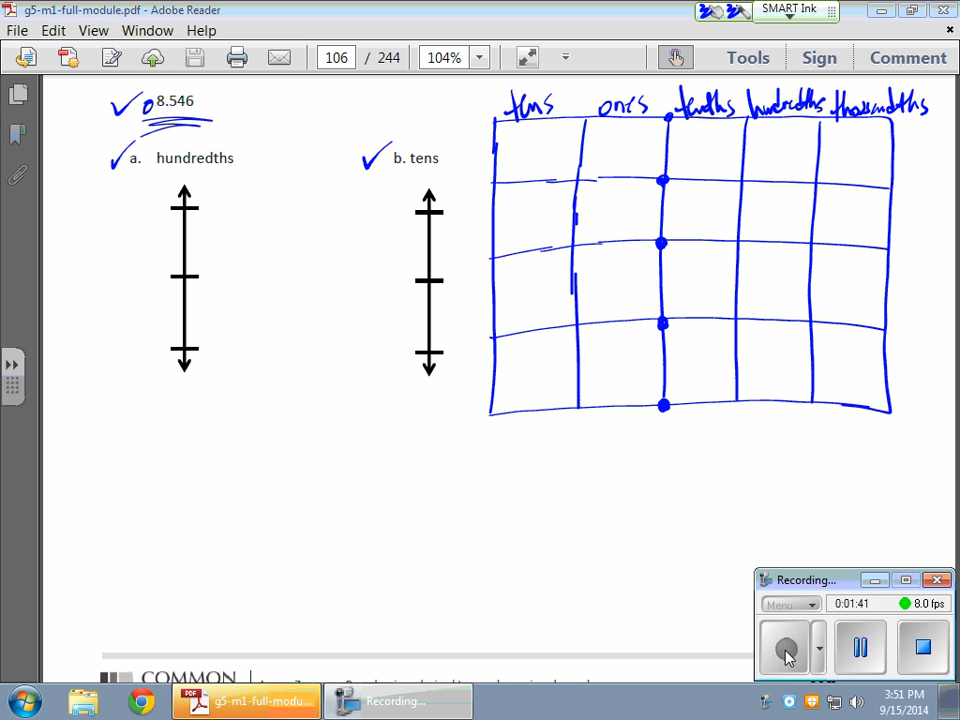 g5-m1-full-module.pdf - Adobe Reader
SMART Ink
File Edit View Window Help
106 / 244 104% Tools Sign Comment
08.546
tens ones tenths hundredths thousandths
a. hundredths
b. tens
Recording...
Menu 0:01:41 8.0 fps
COMMON
g5-m1-full-modu... Recording...
3:51 PM
9/15/2014